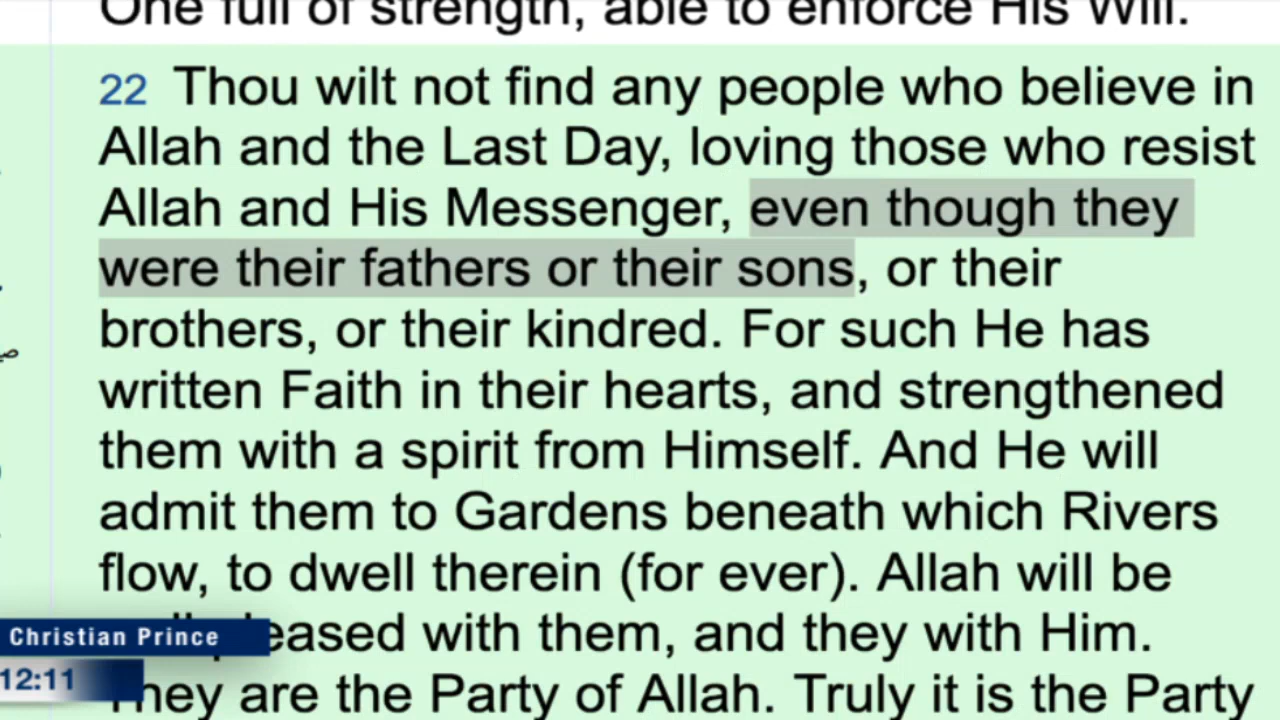 One full of strength, able to enforce His Will.
22 Thou wilt not find any people who believe in
Allah and the Last Day, loving those who resist
Allah and His Messenger, even though they
were their fathers or their sons, or their
brothers, or their kindred. For such He has
written Faith in their hearts, and strengthened
them with a spirit from Himself. And He will
admit them to Gardens beneath which Rivers
flow, to dwell therein (for ever). Allah will be
pleased with them, and they with Him.
They are the Party of Allah. Truly it is the Party
Christian Prince
12:11